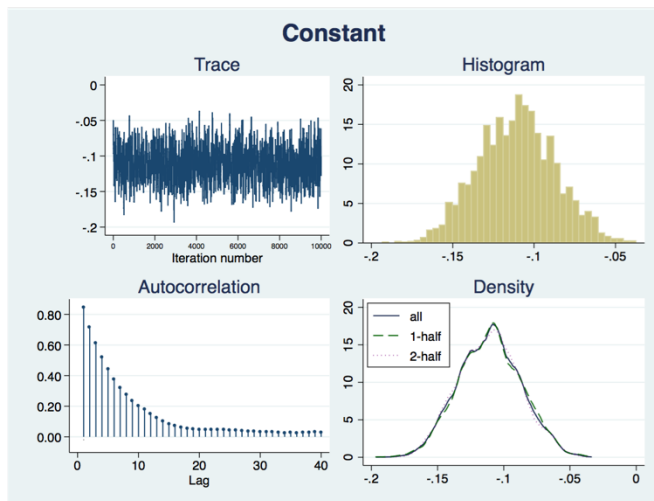 Constant
Trace
0
-.05
-.1
-.15
-.2
0 2000 4000 6000 8000 10000
Iteration number
Histogram
20
15
10
5
0
-.2 -.15 -.1 -.05
Autocorrelation
0.80
0.60
0.40
0.20
0.00
0 10 20 30 40
Lag
Density
20
15
10
5
0
all
1-half
2-half
-.2 -.15 -.1 -.05 0